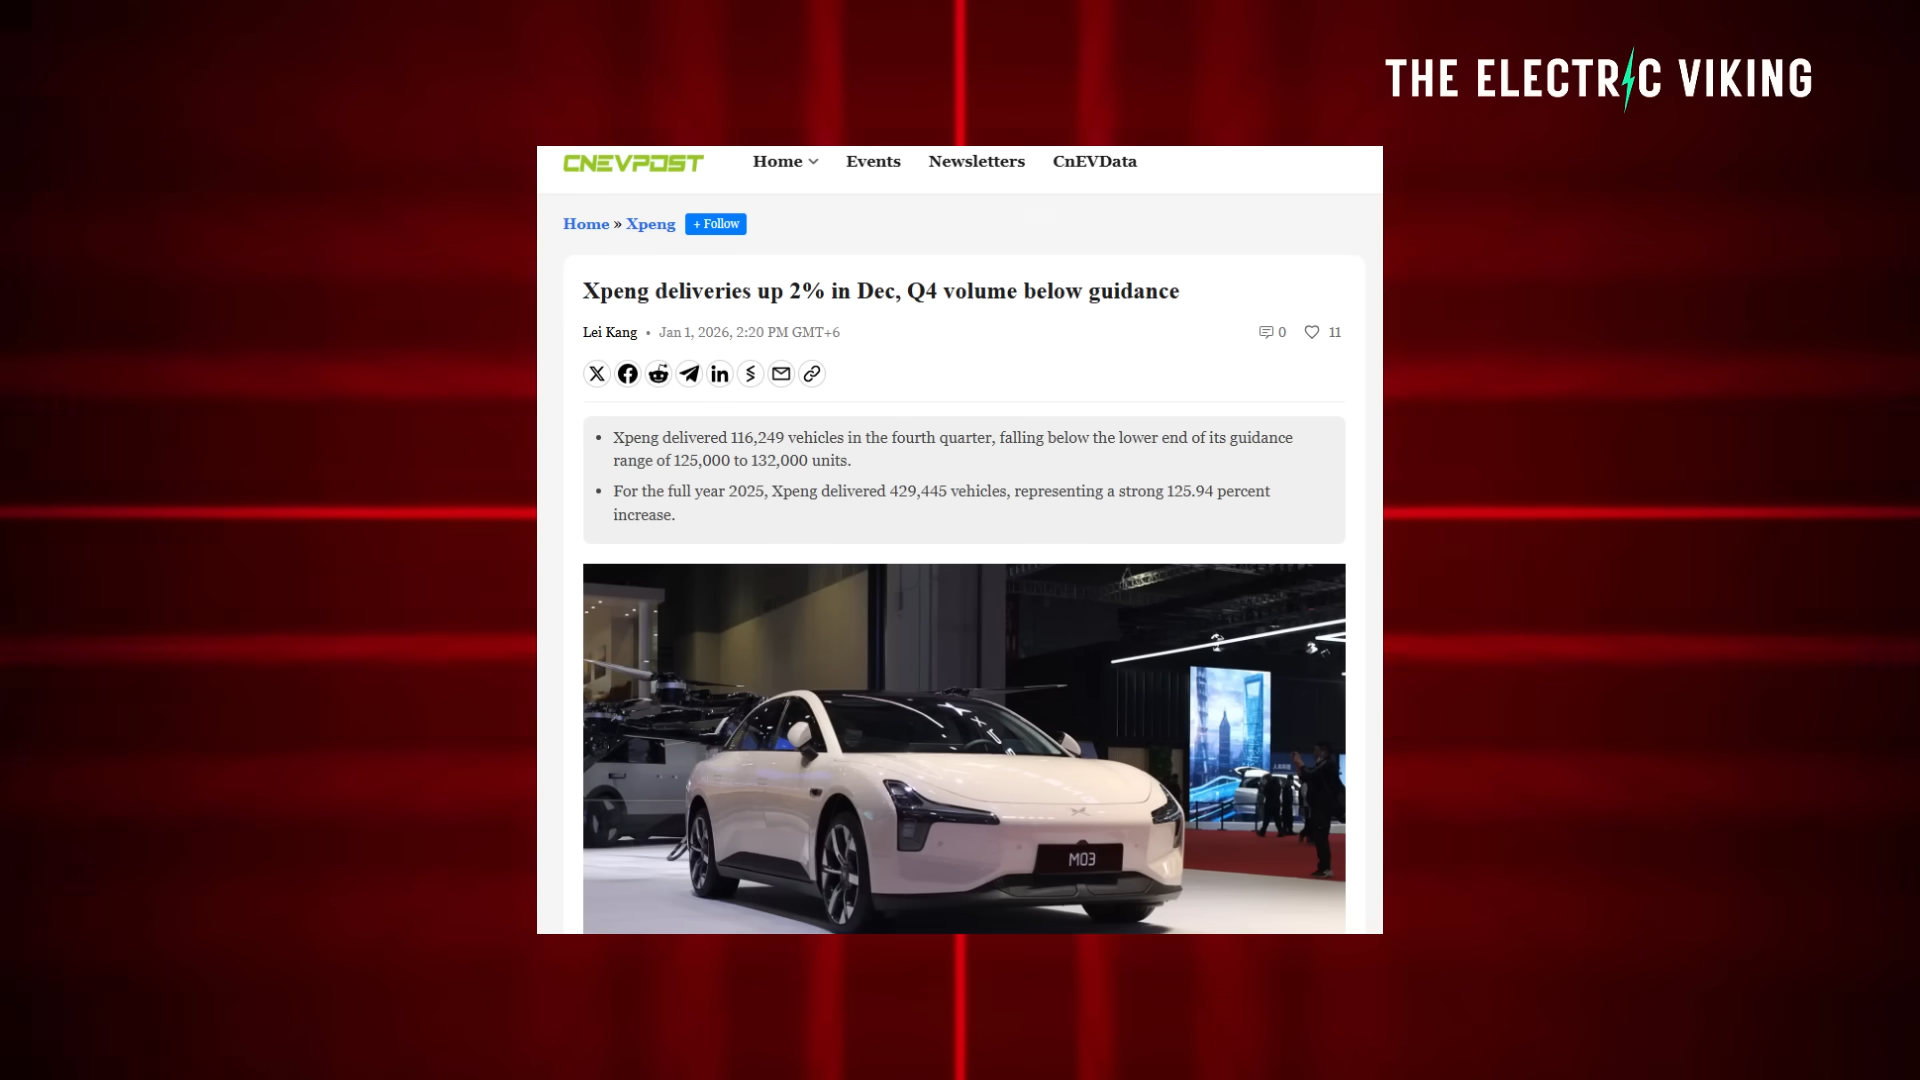 THE ELECTRIC VIKING
CNEVPOST
Home Events Newsletters CnEVData
Home » Xpeng + Follow
Xpeng deliveries up 2% in Dec, Q4 volume below guidance
Lei Kang • Jan 1, 2026, 2:20 PM GMT+6 0 11
• Xpeng delivered 116,249 vehicles in the fourth quarter, falling below the lower end of its guidance
range of 125,000 to 132,000 units.
• For the full year 2025, Xpeng delivered 429,445 vehicles, representing a strong 125.94 percent
increase.
M03